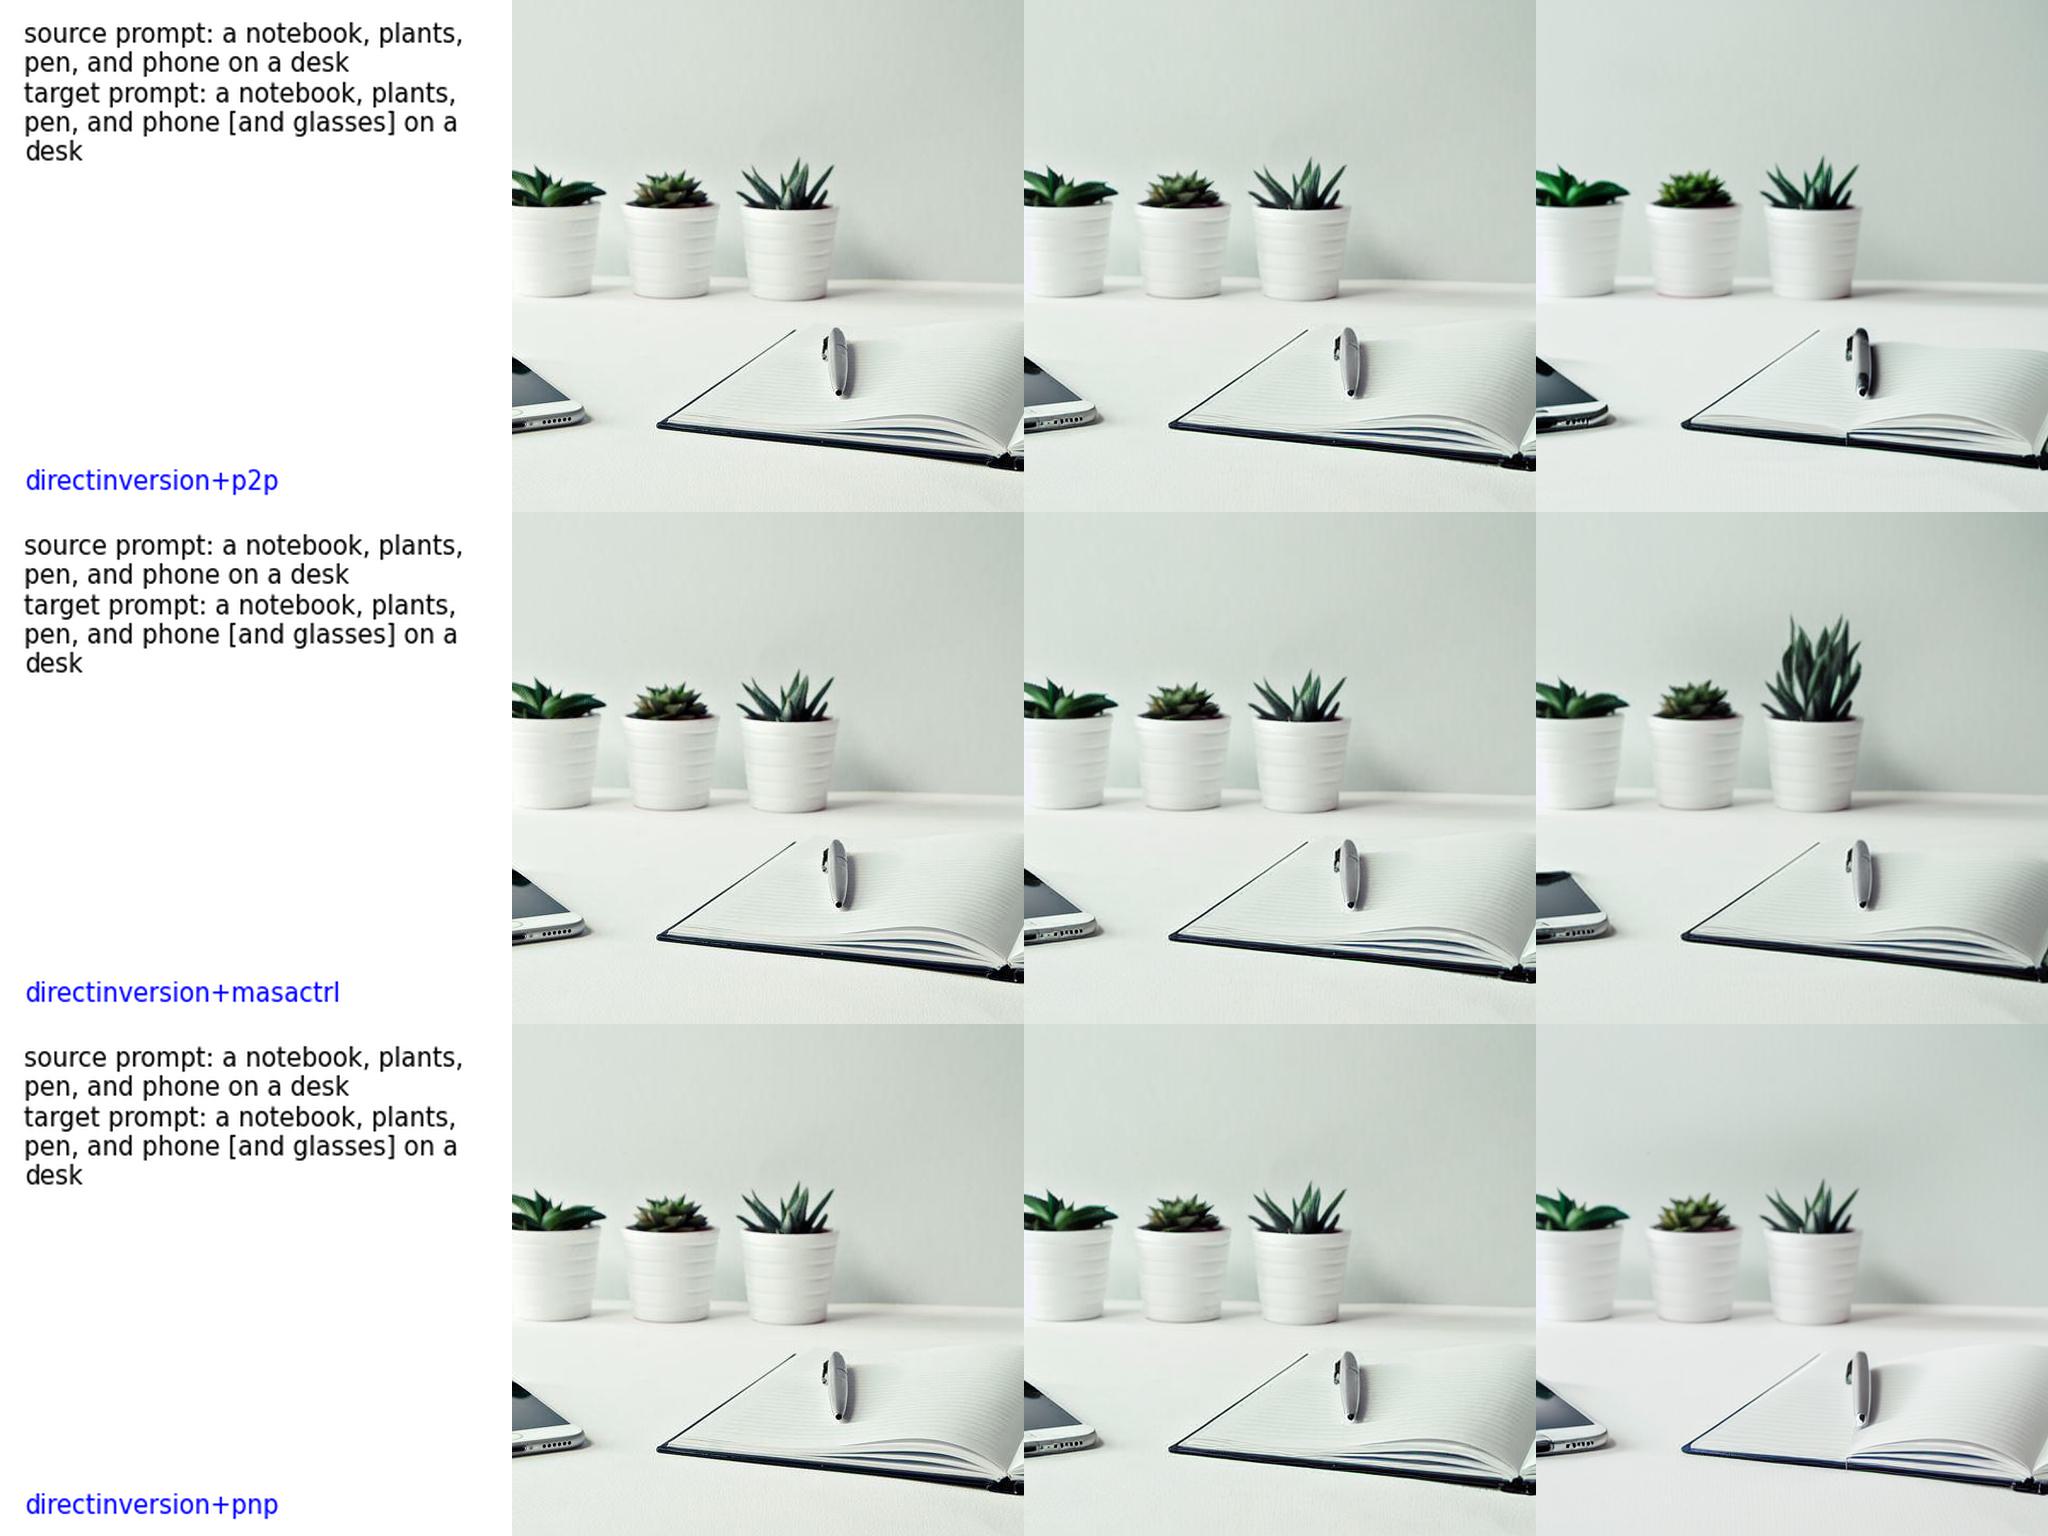 source prompt: a notebook, plants,
pen, and phone on a desk
target prompt: a notebook, plants,
pen, and phone [and glasses] on a
desk
directinversion+p2p
source prompt: a notebook, plants,
pen, and phone on a desk
target prompt: a notebook, plants,
pen, and phone [and glasses] on a
desk
directinversion+masactrl
source prompt: a notebook, plants,
pen, and phone on a desk
target prompt: a notebook, plants,
pen, and phone [and glasses] on a
desk
directinversion+pnp